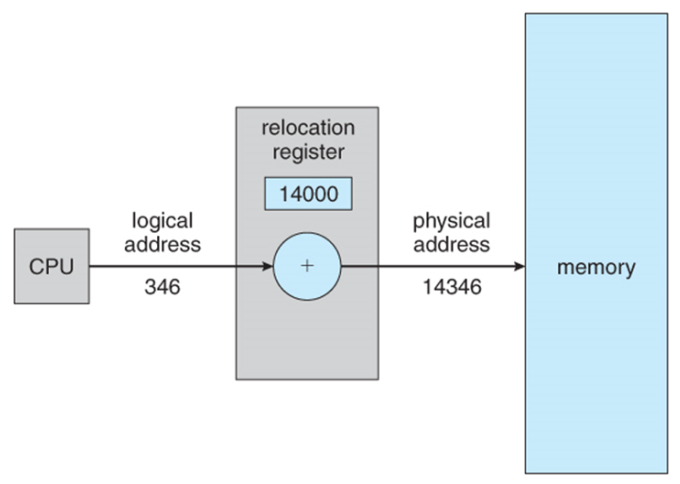 relocation
register
14000
logical
address
physical
address
CPU
+
memory
346
14346